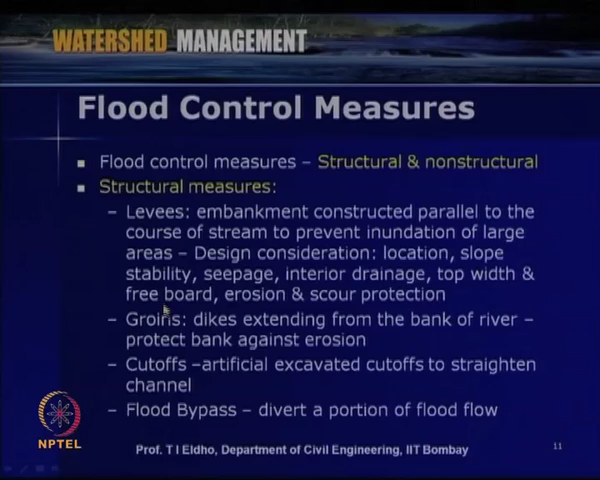 WATERSHED MANAGEMENT
Flood Control Measures
Flood control measures – Structural & nonstructural
Structural measures:
– Levees: embankment constructed parallel to the
course of stream to prevent inundation of large
areas – Design consideration: location, slope
stability, seepage, interior drainage, top width &
free board, erosion & scour protection
– Groins: dikes extending from the bank of river –
protect bank against erosion
– Cutoffs –artificial excavated cutoffs to straighten
channel
– Flood Bypass – divert a portion of flood flow
NPTEL
Prof. T I Eldho, Department of Civil Engineering, IIT Bombay
11